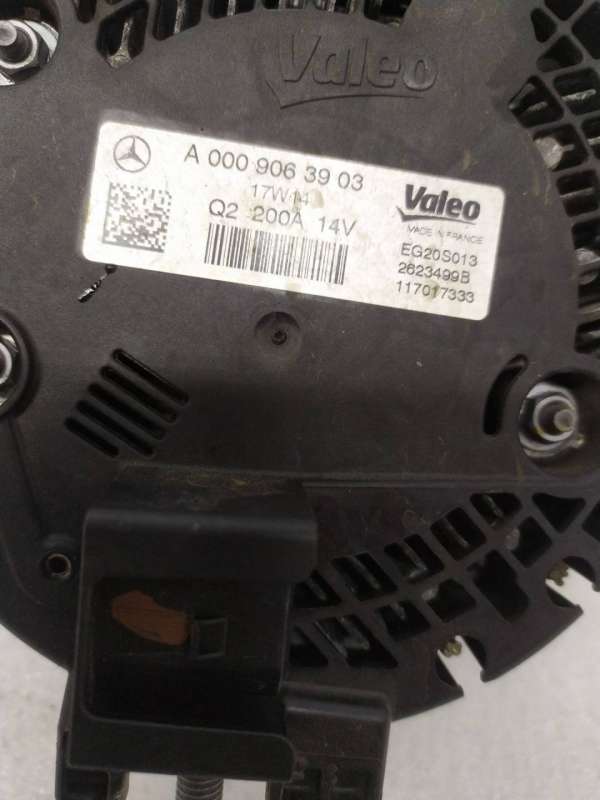 Valeo
A 000 906 39 03
17W14
Q2 200A 14V
Valeo
MADE IN FRANCE
EG20S013
2623499B
117017333